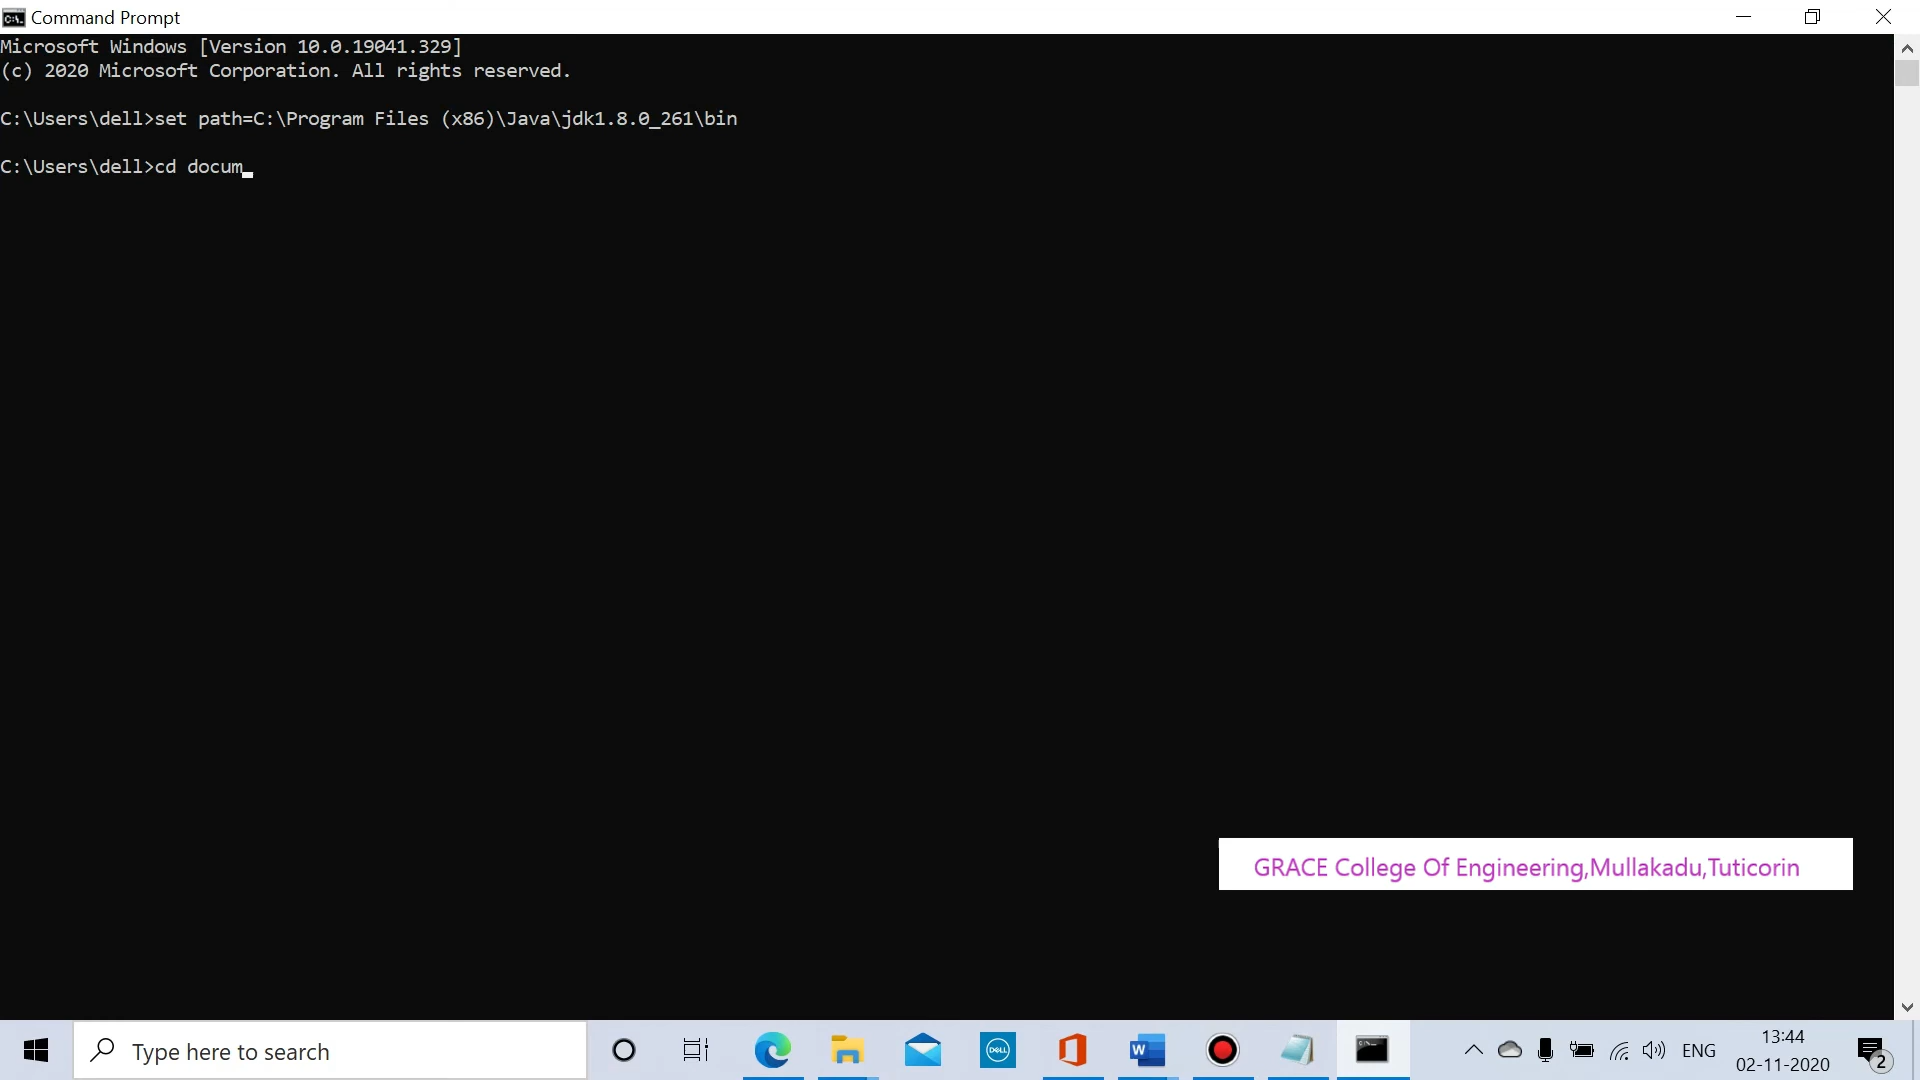 Command Prompt
Microsoft Windows [Version 10.0.19041.329]
(c) 2020 Microsoft Corporation. All rights reserved.
C:\Users\dell>set path=C:\Program Files (x86)\Java\jdk1.8.0_261\bin
C:\Users\dell>cd docum
GRACE College Of Engineering,Mullakadu,Tuticorin
Type here to search
DELL
W
ENG
13:44
02-11-2020
2